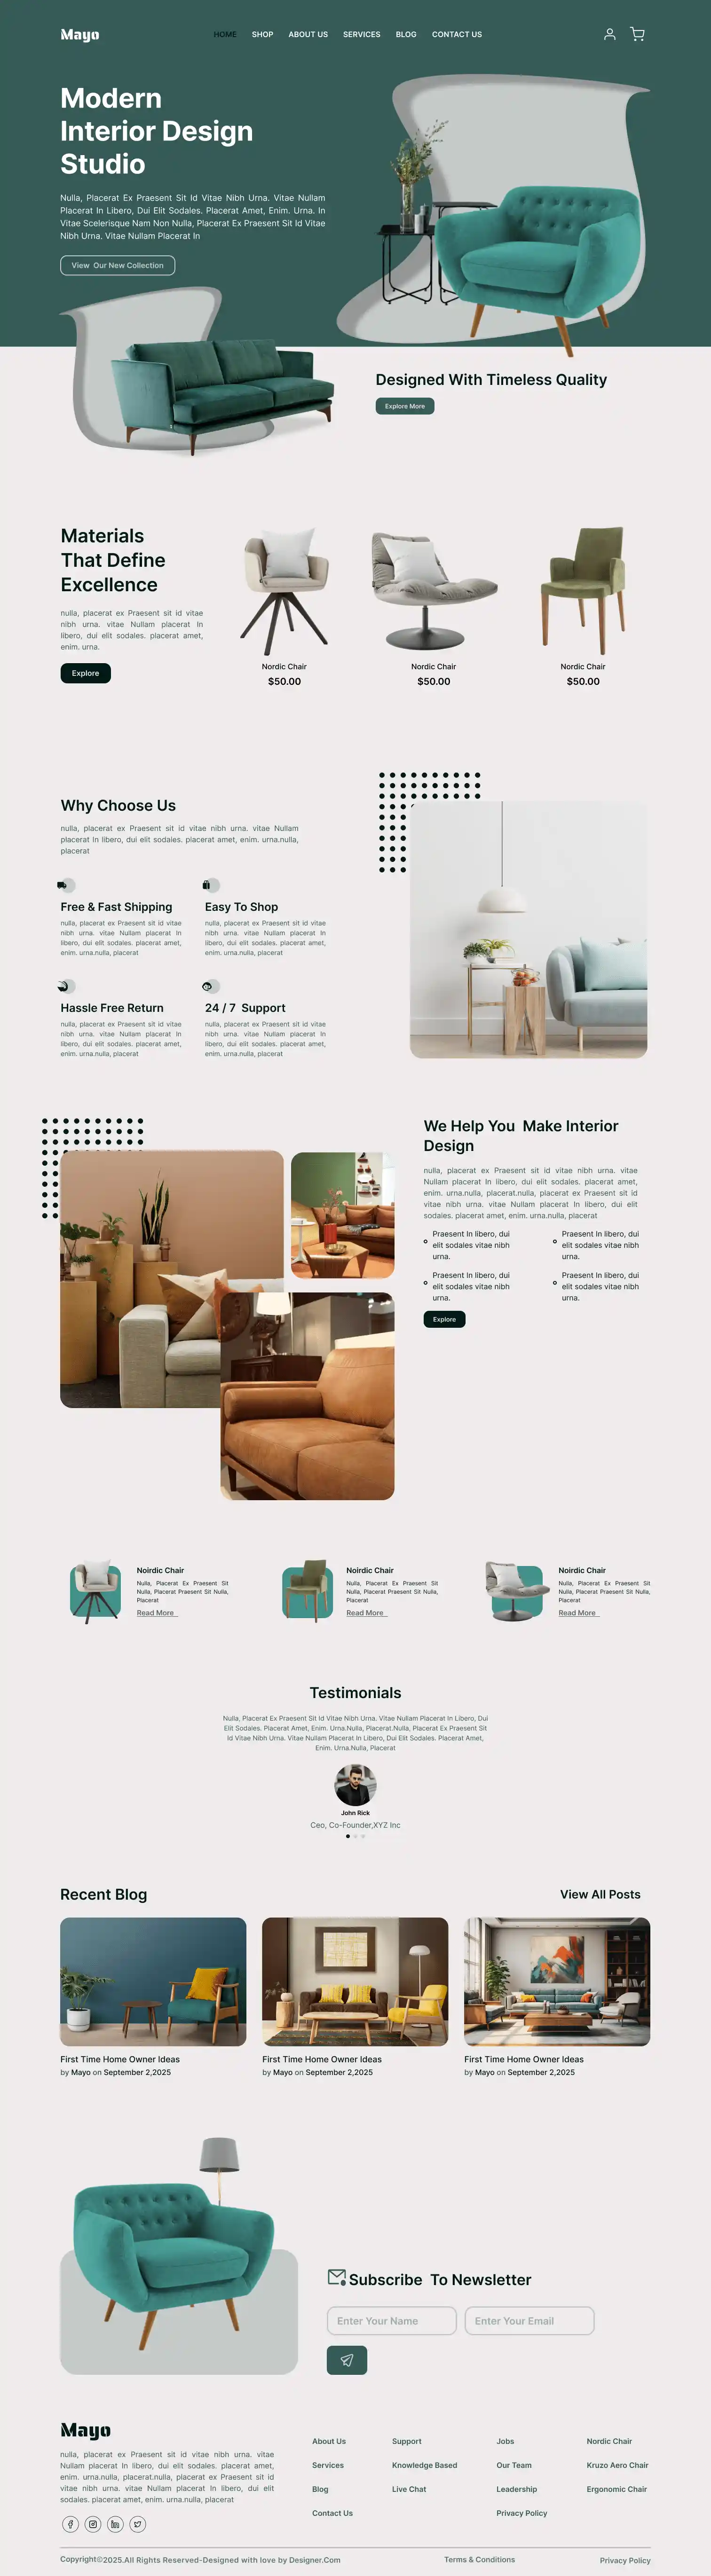 Mayo
HOME SHOP ABOUT US SERVICES BLOG CONTACT US
Modern
Interior Design
Studio
Nulla, Placerat Ex Praesent Sit Id Vitae Nibh Urna. Vitae Nullam
Placerat In Libero, Dui Elit Sodales. Placerat Amet, Enim. Urna. In
Vitae Scelerisque Nam Non Nulla, Placerat Ex Praesent Sit Id Vitae
Nibh Urna. Vitae Nullam Placerat In
View Our New Collection
Designed With Timeless Quality
Explore More
Materials
That Define
Excellence
nulla, placerat ex Praesent sit id vitae
nibh urna. vitae Nullam placerat In
libero, dui elit sodales. placerat amet,
enim. urna.
Explore
Nordic Chair
$50.00
Nordic Chair
$50.00
Nordic Chair
$50.00
Why Choose Us
nulla, placerat ex Praesent sit id vitae nibh urna. vitae Nullam
placerat In libero, dui elit sodales. placerat amet, enim. urna.nulla,
placerat
Free & Fast Shipping
nulla, placerat ex Praesent sit id vitae
nibh urna. vitae Nullam placerat In
libero, dui elit sodales. placerat amet,
enim. urna.nulla, placerat
Easy To Shop
nulla, placerat ex Praesent sit id vitae
nibh urna. vitae Nullam placerat In
libero, dui elit sodales. placerat amet,
enim. urna.nulla, placerat
Hassle Free Return
nulla, placerat ex Praesent sit id vitae
nibh urna. vitae Nullam placerat In
libero, dui elit sodales. placerat amet,
enim. urna.nulla, placerat
24 / 7 Support
nulla, placerat ex Praesent sit id vitae
nibh urna. vitae Nullam placerat In
libero, dui elit sodales. placerat amet,
enim. urna.nulla, placerat
We Help You Make Interior
Design
nulla, placerat ex Praesent sit id vitae nibh urna. vitae
Nullam placerat In libero, dui elit sodales. placerat amet,
enim. urna.nulla, placerat.nulla, placerat ex Praesent sit id
vitae nibh urna. vitae Nullam placerat In libero, dui elit
sodales. placerat amet, enim. urna.nulla, placerat
Praesent In libero, dui
elit sodales vitae nibh
urna.
Praesent In libero, dui
elit sodales vitae nibh
urna.
Praesent In libero, dui
elit sodales vitae nibh
urna.
Praesent In libero, dui
elit sodales vitae nibh
urna.
Explore
Noirdic Chair
Nulla, Placerat Ex Praesent Sit
Nulla, Placerat Praesent Sit Nulla,
Placerat
Read More
Noirdic Chair
Nulla, Placerat Ex Praesent Sit
Nulla, Placerat Praesent Sit Nulla,
Placerat
Read More
Noirdic Chair
Nulla, Placerat Ex Praesent Sit
Nulla, Placerat Praesent Sit Nulla,
Placerat
Read More
Testimonials
Nulla, Placerat Ex Praesent Sit Id Vitae Nibh Urna. Vitae Nullam Placerat In Libero, Dui
Elit Sodales. Placerat Amet, Enim. Urna.Nulla, Placerat.Nulla, Placerat Ex Praesent Sit
Id Vitae Nibh Urna. Vitae Nullam Placerat In Libero, Dui Elit Sodales. Placerat Amet,
Enim. Urna.Nulla, Placerat
John Rick
Ceo, Co-Founder,XYZ Inc
Recent Blog
View All Posts
First Time Home Owner Ideas
by Mayo on September 2,2025
First Time Home Owner Ideas
by Mayo on September 2,2025
First Time Home Owner Ideas
by Mayo on September 2,2025
Subscribe To Newsletter
Enter Your Name
Enter Your Email
Mayo
nulla, placerat ex Praesent sit id vitae nibh urna. vitae
Nullam placerat In libero, dui elit sodales. placerat amet,
enim. urna.nulla, placerat.nulla, placerat ex Praesent sit id
vitae nibh urna. vitae Nullam placerat In libero, dui elit
sodales. placerat amet, enim. urna.nulla, placerat
About Us
Services
Blog
Contact Us
Support
Knowledge Based
Live Chat
Jobs
Our Team
Leadership
Privacy Policy
Nordic Chair
Kruzo Aero Chair
Ergonomic Chair
Copyright©2025.All Rights Reserved-Designed with love by Designer.Com
Terms & Conditions
Privacy Policy